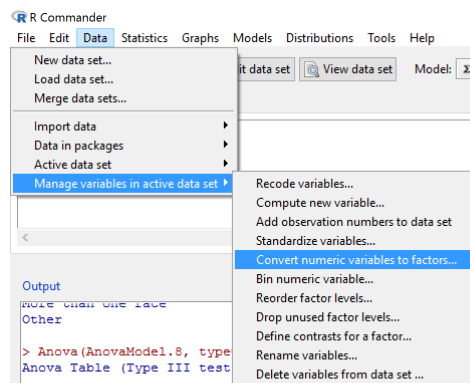 R R Commander
File Edit Data Statistics Graphs Models Distributions Tools Help
New data set...
Load data set...
Merge data sets...
Import data
Data in packages
Active data set
Manage variables in active data set
it data set View data set Model: Σ
Recode variables...
Compute new variable...
Add observation numbers to data set
Standardize variables...
Convert numeric variables to factors...
Bin numeric variable...
Reorder factor levels...
Drop unused factor levels...
Define contrasts for a factor...
Rename variables...
Delete variables from data set ...
Output
More than one race
Other
> Anova(AnovaModel.8, type
Anova Table (Type III test